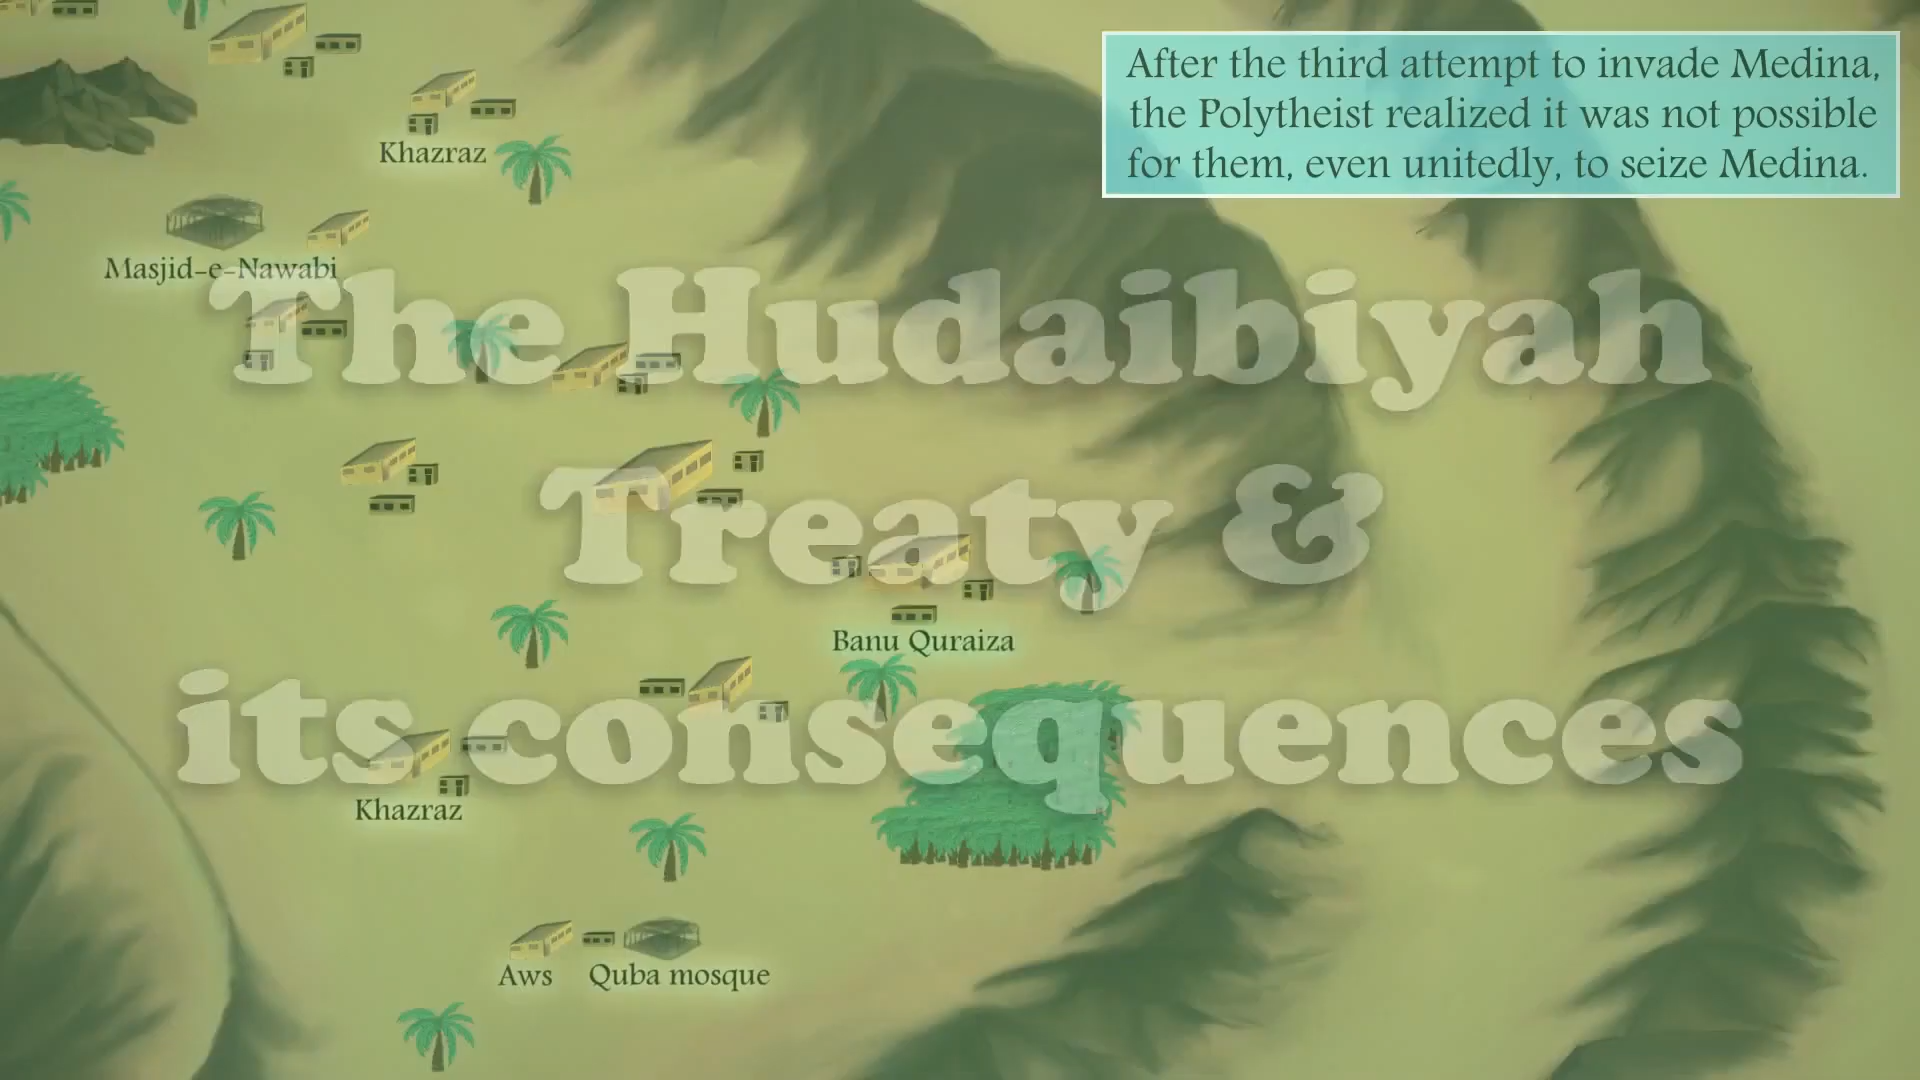 After the third attempt to invade Medina,
the Polytheist realized it was not possible
for them, even unitedly, to seize Medina.
Khazraz
Masjid-e-Nawabi
The Hudaibiyah
Treaty &
its consequences
Banu Quraiza
Khazraz
Aws
Quba mosque